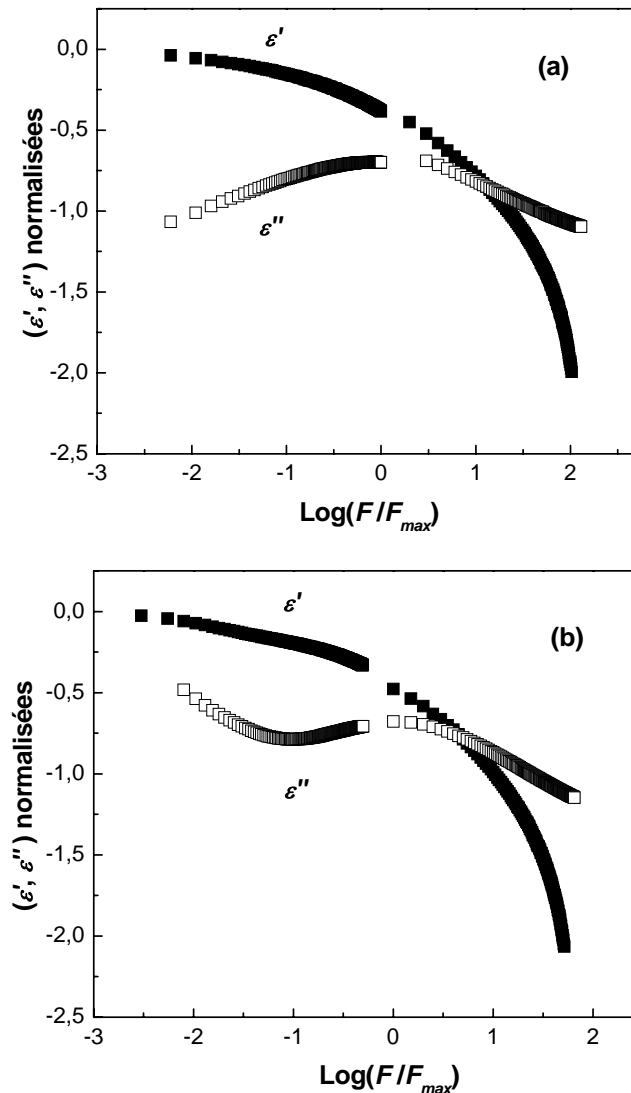 (a)
ε'
ε''
(ε', ε'') normalisées
0,0
-0,5
-1,0
-1,5
-2,0
-2,5
-3 -2 -1 0 1 2
Log(F/Fmax)
(b)
ε'
ε''
(ε', ε'') normalisées
0,0
-0,5
-1,0
-1,5
-2,0
-2,5
-3 -2 -1 0 1 2
Log(F/Fmax)